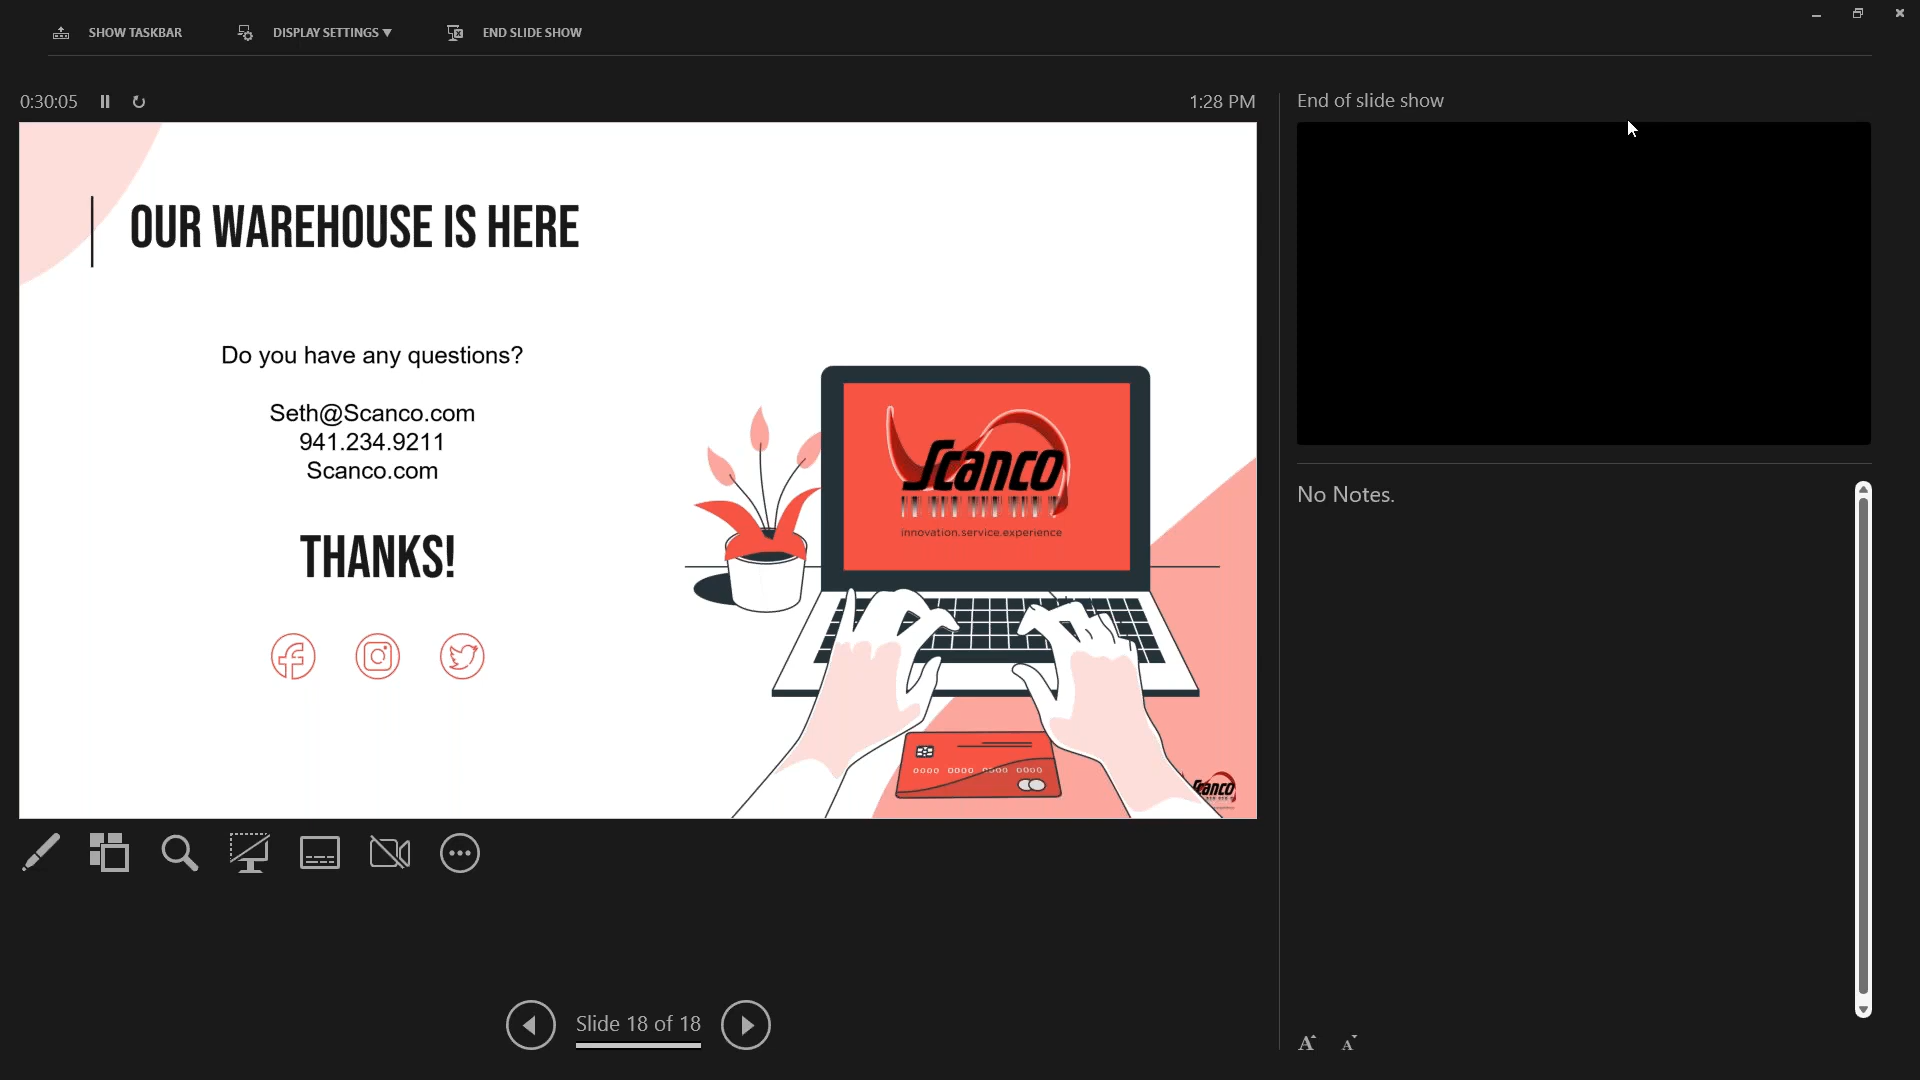 SHOW TASKBAR
DISPLAY SETTINGS ▼
END SLIDE SHOW
0:30:05
1:28 PM
End of slide show
OUR WAREHOUSE IS HERE
Do you have any questions?
Seth@Scanco.com
941.234.9211
Scanco.com
THANKS!
Scanco
innovation.service.experience
0000 0000 0000 0000
Scanco
No Notes.
Slide 18 of 18
A
A